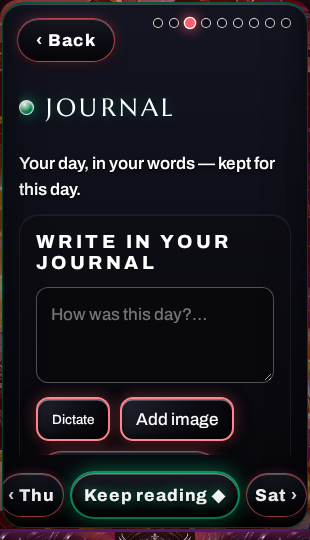 ‹ Back
JOURNAL
Your day, in your words — kept for
this day.
WRITE IN YOUR
JOURNAL
How was this day?...
Dictate
Add image
‹ Thu
Keep reading ◆
Sat ›